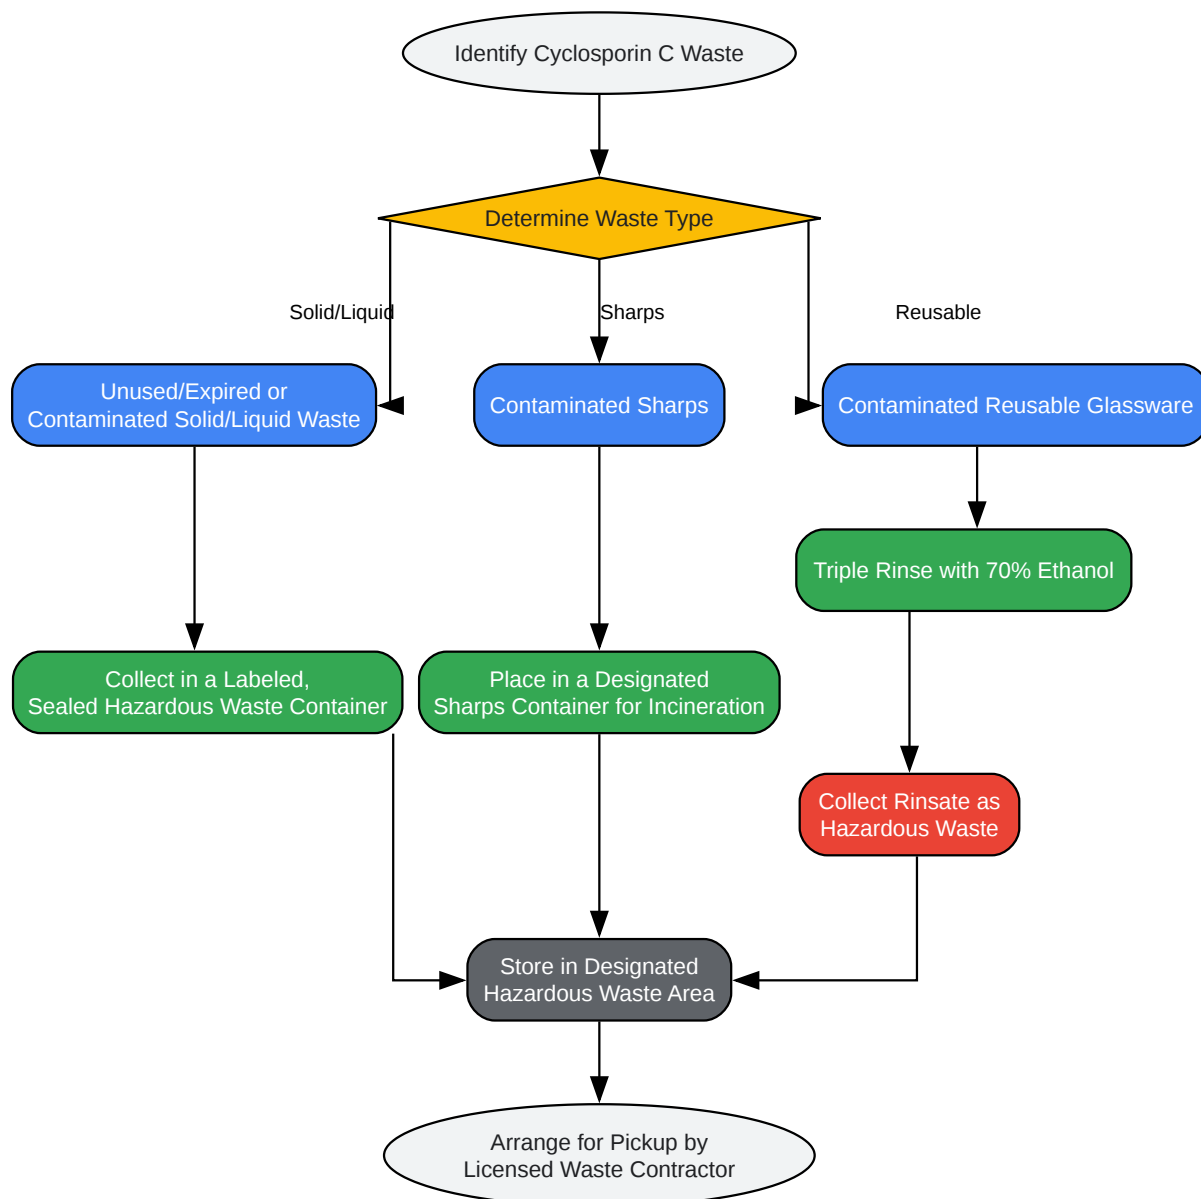 Identify Cyclosporin C Waste
Determine Waste Type
Solid/Liquid
Sharps
Reusable
Unused/Expired or
Contaminated Solid/Liquid Waste
Contaminated Sharps
Contaminated Reusable Glassware
Triple Rinse with 70% Ethanol
Collect in a Labeled,
Sealed Hazardous Waste Container
Place in a Designated
Sharps Container for Incineration
Collect Rinsate as
Hazardous Waste
Store in Designated
Hazardous Waste Area
Arrange for Pickup by
Licensed Waste Contractor